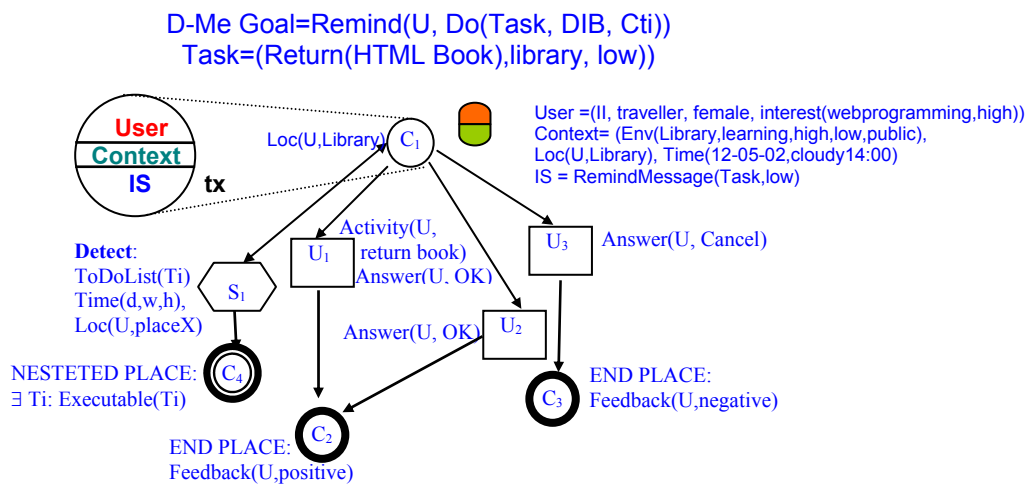 D-Me Goal=Remind(U, Do(Task, DIB, Cti))
Task=(Return(HTML Book),library, low))
User =(II, traveller, female, interest(webprogramming,high))
Context= (Env(Library,learning,high,low,public),
Loc(U,Library), Time(12-05-02,cloudy14:00)
IS = RemindMessage(Task,low)
User
Context
IS
tx
Loc(U,Library)
C1
Detect:
ToDoList(Ti)
Time(d,w,h),
Loc(U,placeX)
S1
U1
Activity(U,
return book)
Answer(U, OK)
U3
Answer(U, Cancel)
Answer(U, OK)
U2
NESTETED PLACE:
∃ Ti: Executable(Ti)
C4
C2
END PLACE:
Feedback(U,positive)
C3
END PLACE:
Feedback(U,negative)